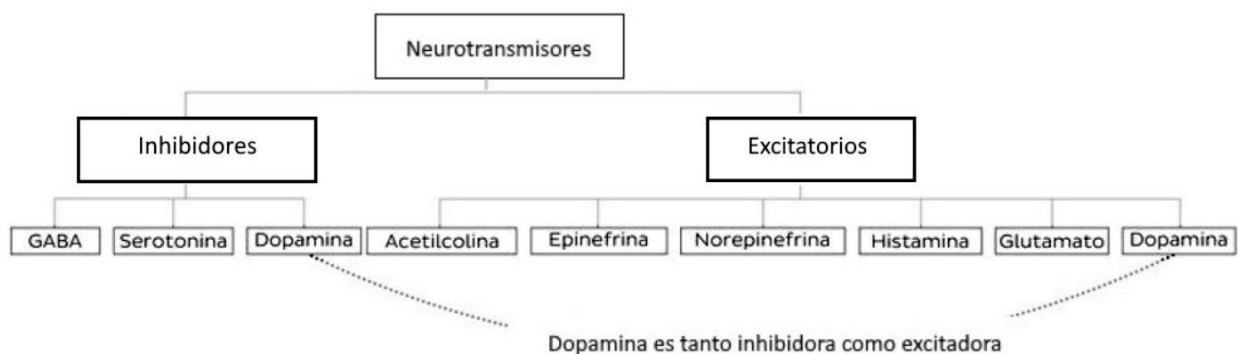 Neurotransmisores
Inhibidores
Excitatorios
GABA
Serotonina
Dopamina
Acetilcolina
Epinefrina
Norepinefrina
Histamina
Glutamato
Dopamina
Dopamina es tanto inhibidora como excitadora